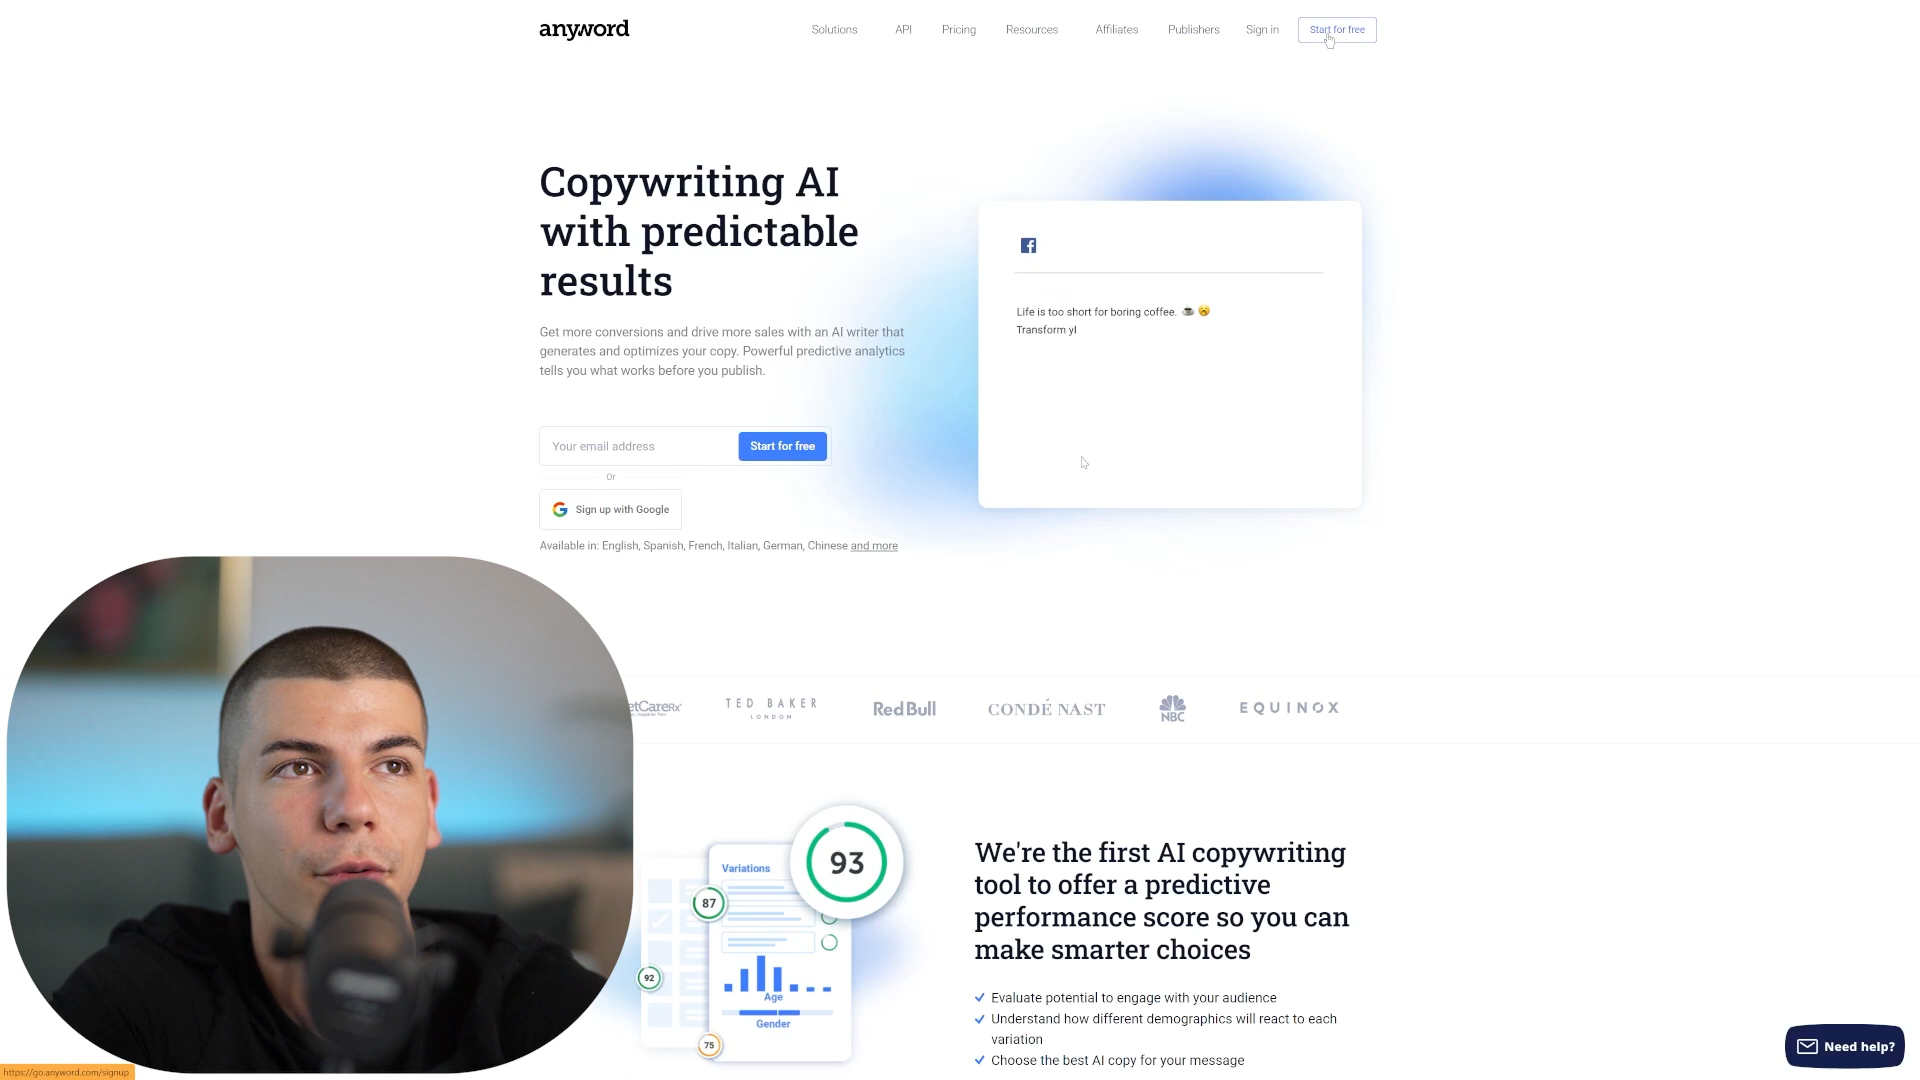 anyword
Solutions
API
Pricing
Resources
Affiliates
Publishers
Sign in
Start for free
Copywriting AI
with predictable
results
Get more conversions and drive more sales with an AI writer that
generates and optimizes your copy. Powerful predictive analytics
tells you what works before you publish.
Your email address
Start for free
Or
Sign up with Google
Available in: English, Spanish, French, Italian, German, Chinese and more
Life is too short for boring coffee. ☕ 🥱
Transform y
etCareRx
TED BAKER
LONDON
Red Bull
CONDÉ NAST
NBC
EQUINOX
Variations
93
87
92
75
Age
Gender
We're the first AI copywriting
tool to offer a predictive
performance score so you can
make smarter choices
Evaluate potential to engage with your audience
Understand how different demographics will react to each
variation
Choose the best AI copy for your message
Need help?
https://go.anyword.com/signup